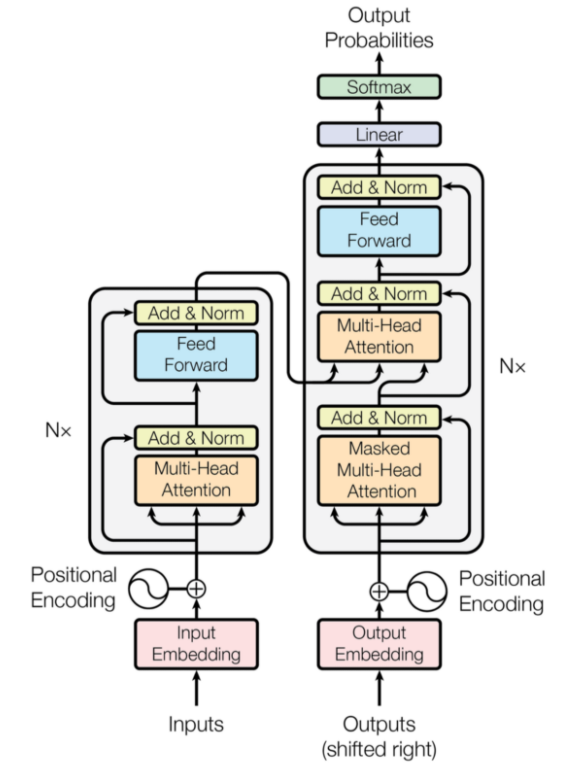 Output
Probabilities
Softmax
Linear
Add & Norm
Feed
Forward
Add & Norm
Multi-Head
Attention
Add & Norm
Masked
Multi-Head
Attention
N×
Add & Norm
Feed
Forward
Add & Norm
Multi-Head
Attention
N×
Positional
Encoding
Positional
Encoding
Input
Embedding
Output
Embedding
Inputs
Outputs
(shifted right)